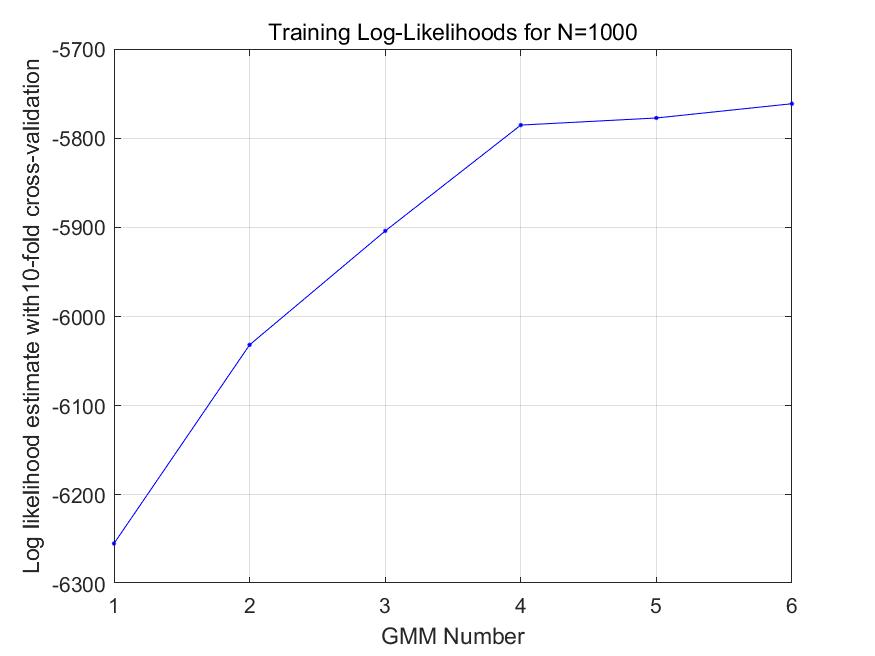 Training Log-Likelihoods for N=1000
Log likelihood estimate with10-fold cross-validation
-5700
-5800
-5900
-6000
-6100
-6200
-6300
1 2 3 4 5 6
GMM Number